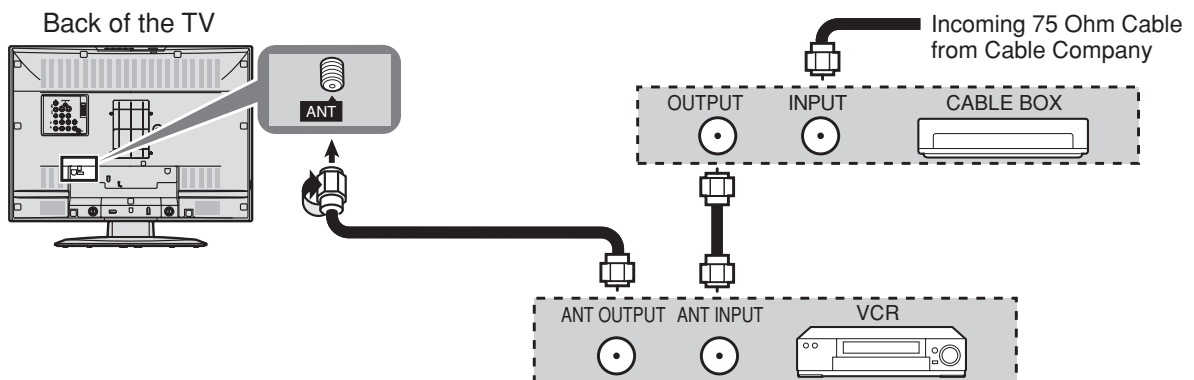 Back of the TV
ANT
Incoming 75 Ohm Cable
from Cable Company
OUTPUT INPUT CABLE BOX
ANT OUTPUT ANT INPUT VCR